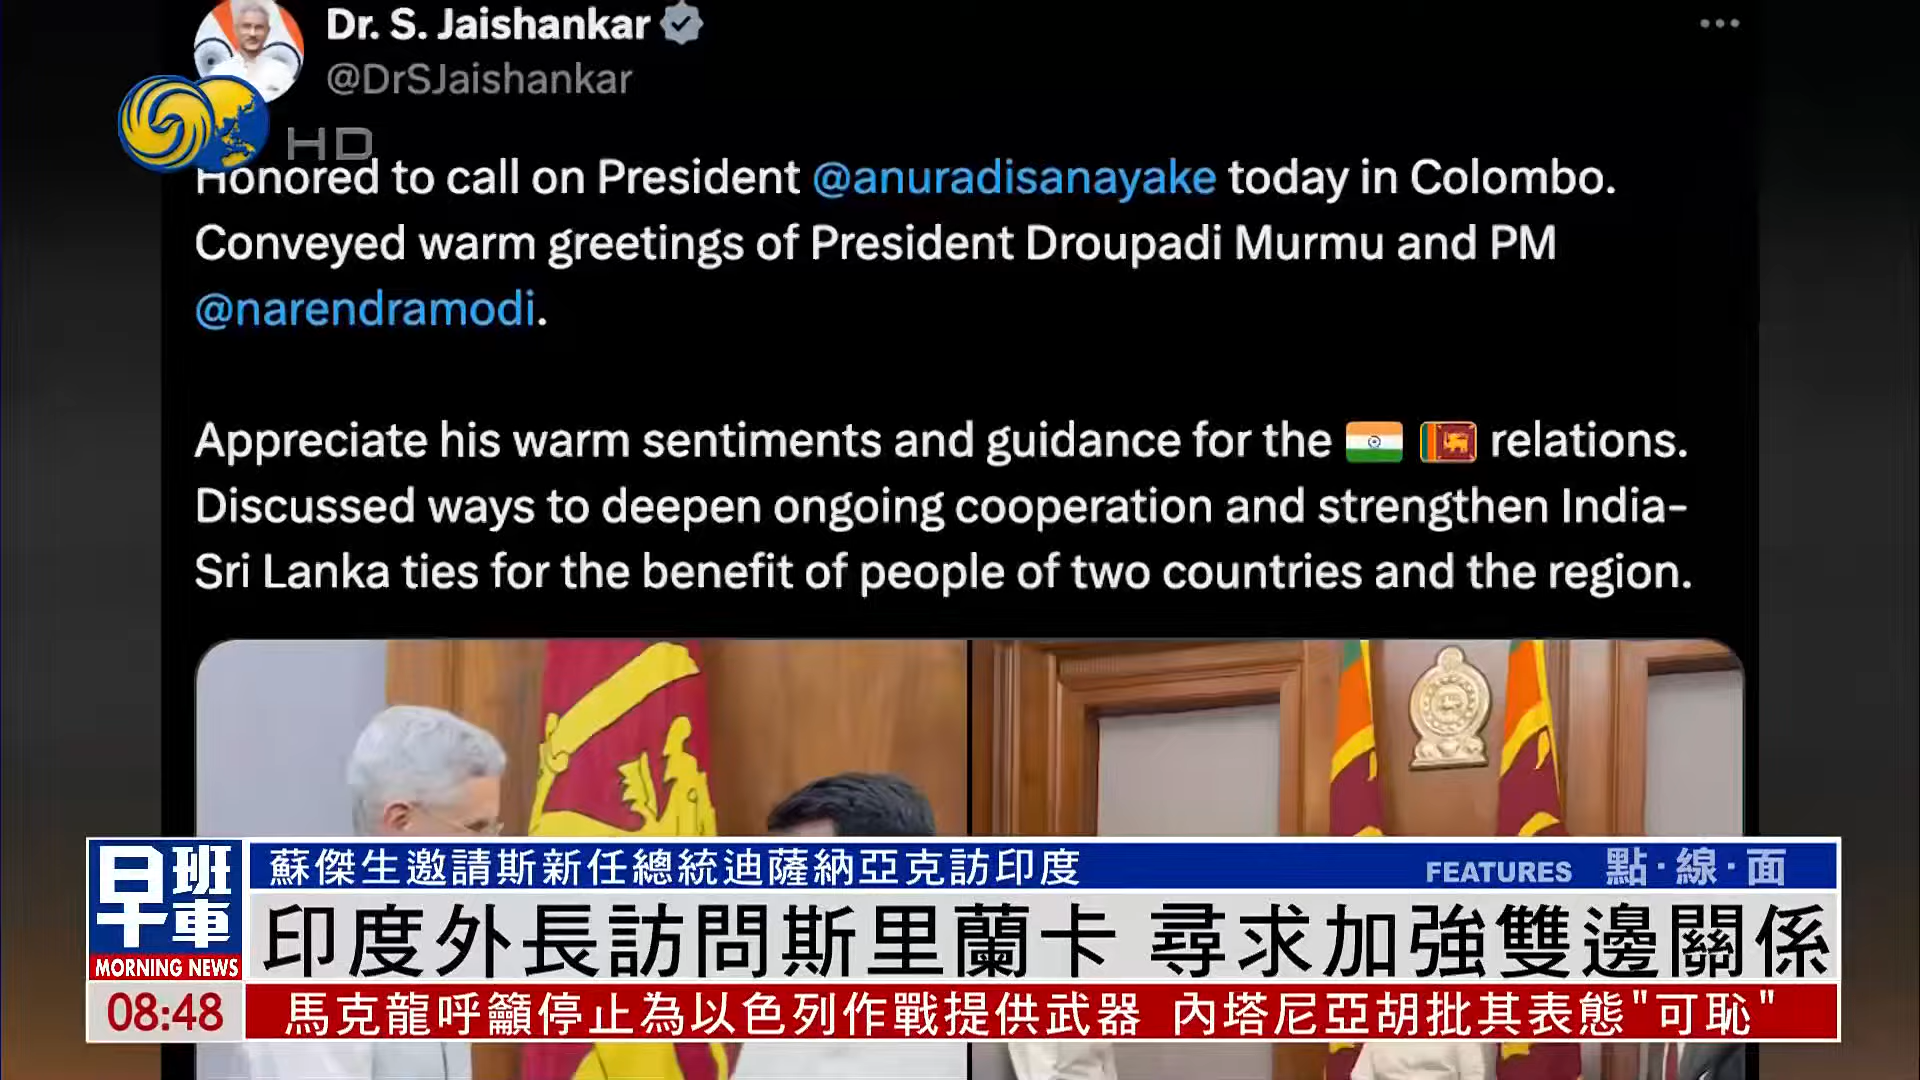 Dr. S. Jaishankar
@DrSJaishankar
HD
Honored to call on President @anuradisanayake today in Colombo.
Conveyed warm greetings of President Droupadi Murmu and PM
@narendramodi.
Appreciate his warm sentiments and guidance for the 🇮🇳 🇱🇰 relations.
Discussed ways to deepen ongoing cooperation and strengthen India-
Sri Lanka ties for the benefit of people of two countries and the region.
早班車
MORNING NEWS
08:48
蘇傑生邀請斯新任總統迪薩納亞克訪印度
FEATURES 點·線·面
印度外長訪問斯里蘭卡 尋求加強雙邊關係
馬克龍呼籲停止為以色列作戰提供武器 內塔尼亞胡批其表態"可恥"